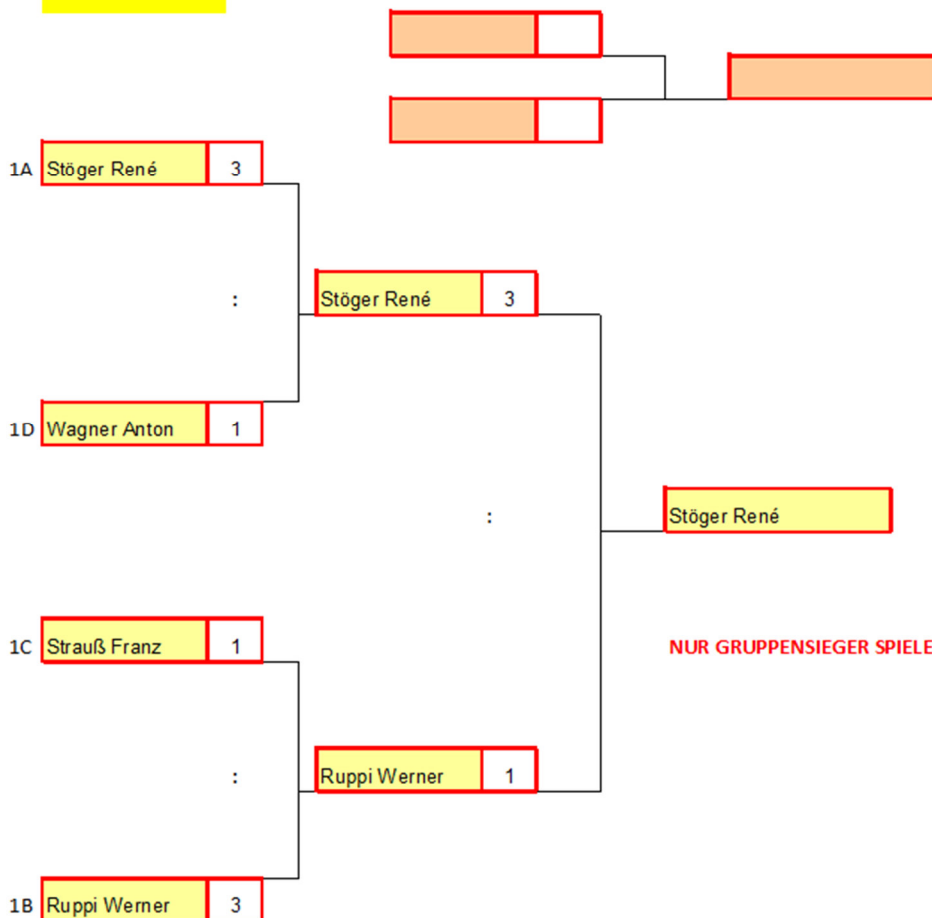 1A Stöger René 3
: Stöger René 3
1D Wagner Anton 1
: Stöger René
1C Strauß Franz 1
NUR GRUPPENSIEGER SPIELE
: Ruppi Werner 1
1B Ruppi Werner 3